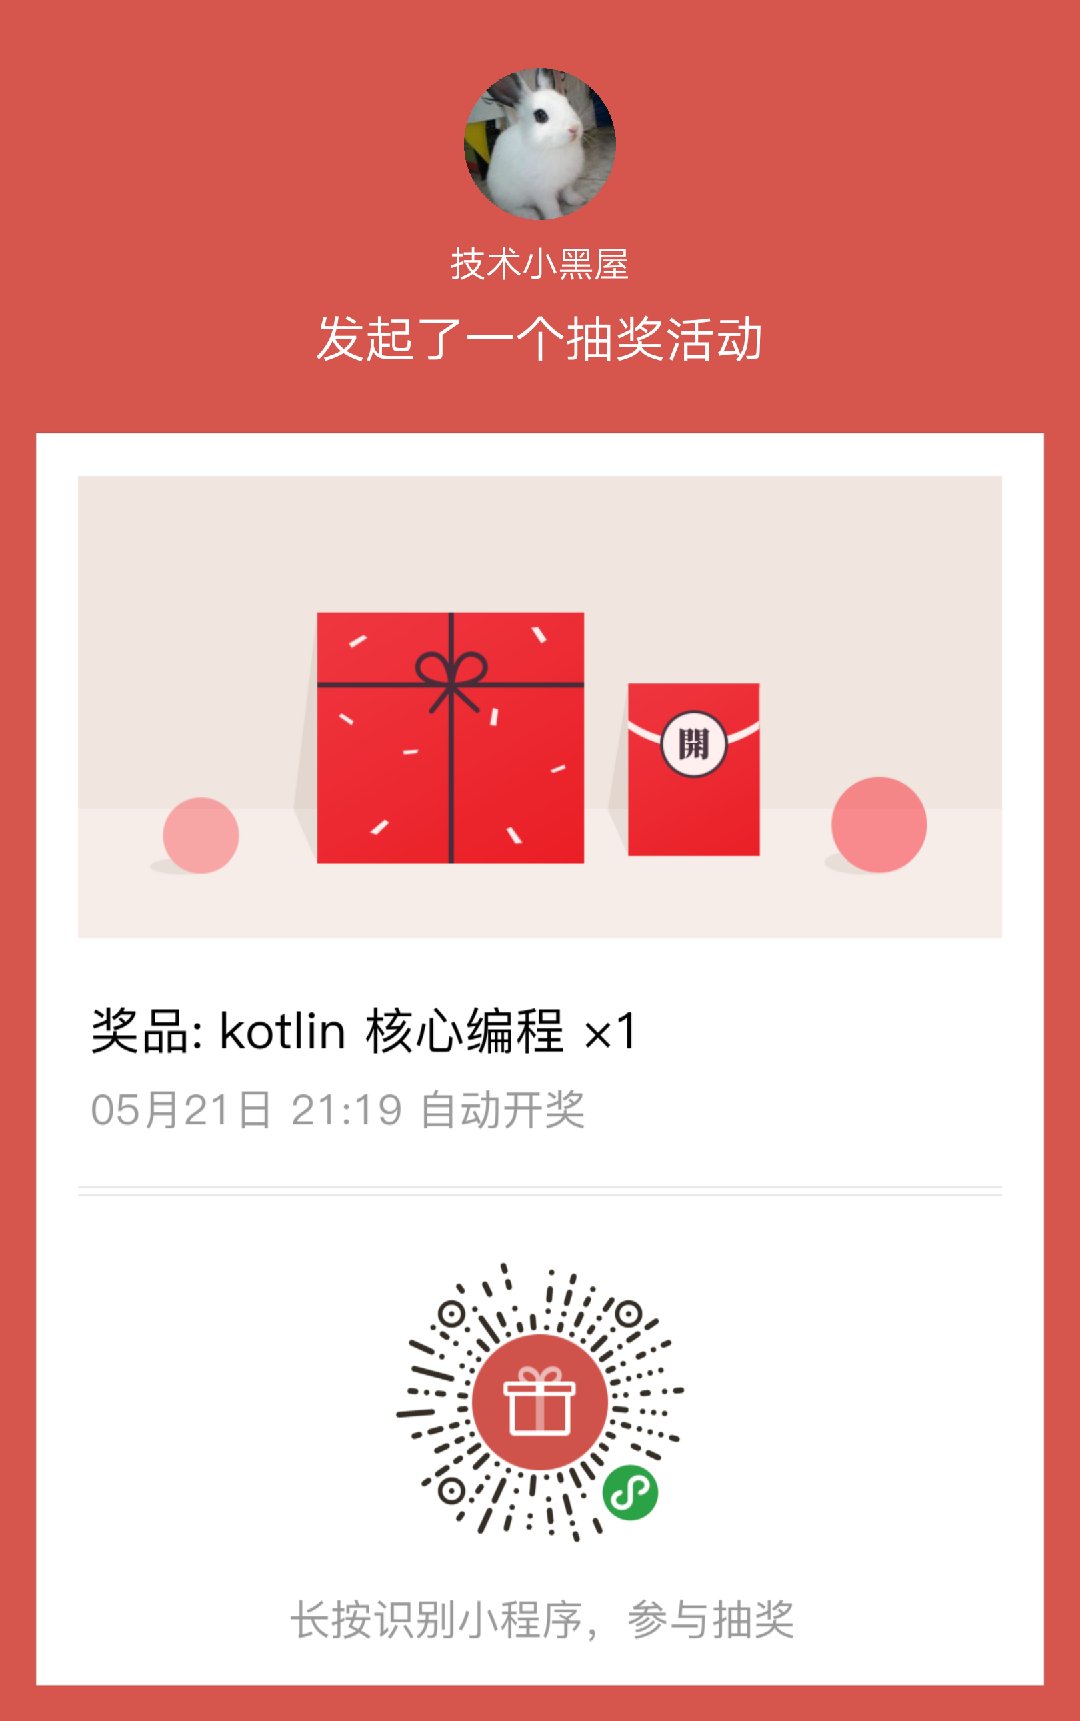 技术小黑屋
发起了一个抽奖活动
開
奖品: kotlin 核心编程 ×1
05月21日 21:19 自动开奖
长按识别小程序，参与抽奖